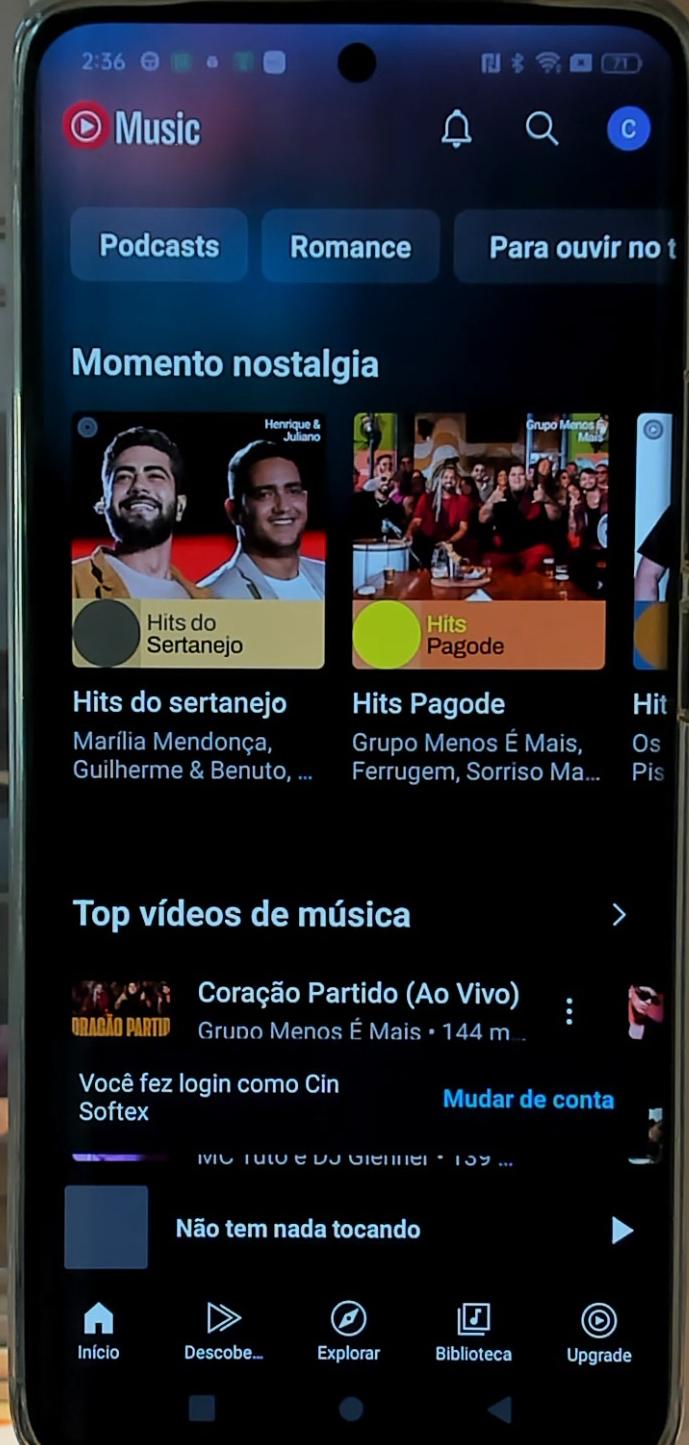 2:36
71
Music
C
Podcasts
Romance
Para ouvir no t
Momento nostalgia
Henrique &
Juliano
Hits do
Sertanejo
Grupo Menos É
Mais
Hits
Pagode
Hits do sertanejo
Marília Mendonça,
Guilherme & Benuto, ...
Hits Pagode
Grupo Menos É Mais,
Ferrugem, Sorriso Ma...
Hit
Os
Pis
Top vídeos de música
ORAÇÃO PARTID
Coração Partido (Ao Vivo)
Grupo Menos É Mais • 144 m...
Você fez login como Cin
Softex
Mudar de conta
MC Tuto e DJ Glenner • 139 ...
Não tem nada tocando
Início
Descobe...
Explorar
Biblioteca
Upgrade